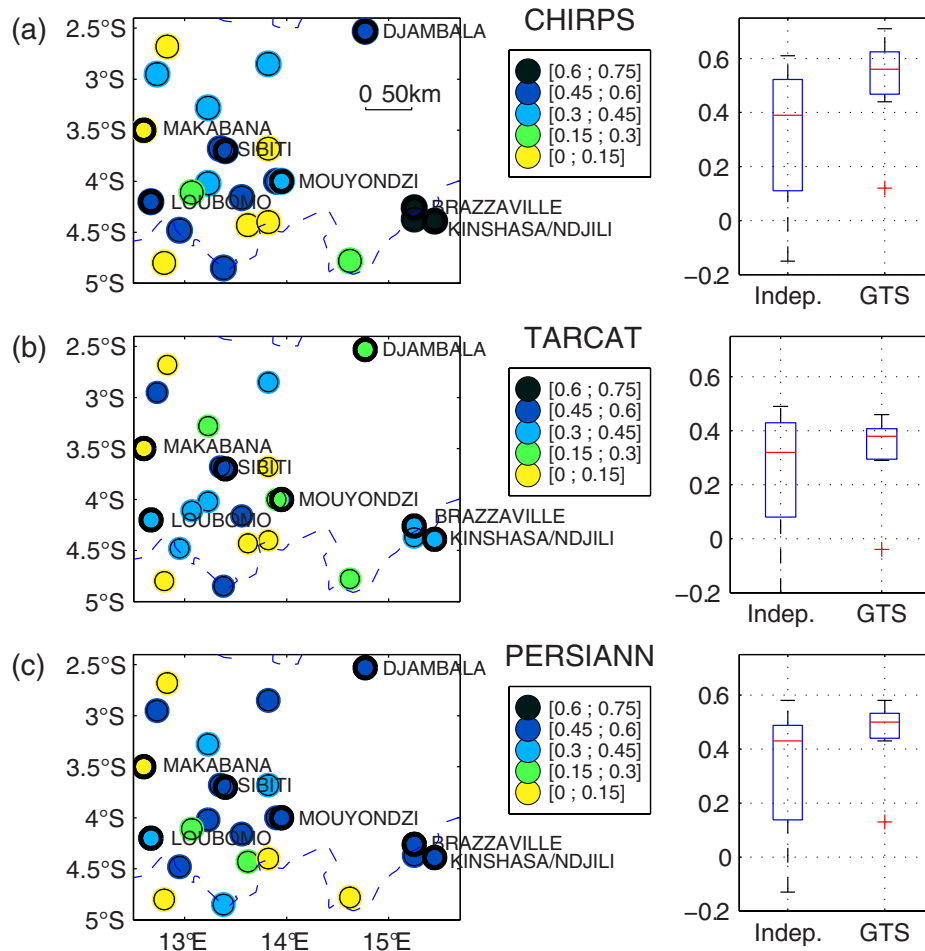 (a)
2.5°S
3°S
3.5°S
4°S
4.5°S
5°S
DJAMBALA
0 50km
MAKABANA
SIBITI
MOUYONDZI
LOUBOMO
BRAZZAVILLE
KINSHASA/NDJILI
CHIRPS
[0.6 ; 0.75]
[0.45 ; 0.6]
[0.3 ; 0.45]
[0.15 ; 0.3]
[0 ; 0.15]
0.6
0.4
0.2
0
−0.2
Indep. GTS
(b)
2.5°S
3°S
3.5°S
4°S
4.5°S
5°S
DJAMBALA
MAKABANA
SIBITI
MOUYONDZI
LOUBOMO
BRAZZAVILLE
KINSHASA/NDJILI
TARCAT
[0.6 ; 0.75]
[0.45 ; 0.6]
[0.3 ; 0.45]
[0.15 ; 0.3]
[0 ; 0.15]
0.6
0.4
0.2
0
−0.2
Indep. GTS
(c)
2.5°S
3°S
3.5°S
4°S
4.5°S
5°S
DJAMBALA
MAKABANA
SIBITI
MOUYONDZI
LOUBOMO
BRAZZAVILLE
KINSHASA/NDJILI
13°E 14°E 15°E
PERSIANN
[0.6 ; 0.75]
[0.45 ; 0.6]
[0.3 ; 0.45]
[0.15 ; 0.3]
[0 ; 0.15]
0.6
0.4
0.2
0
−0.2
Indep. GTS